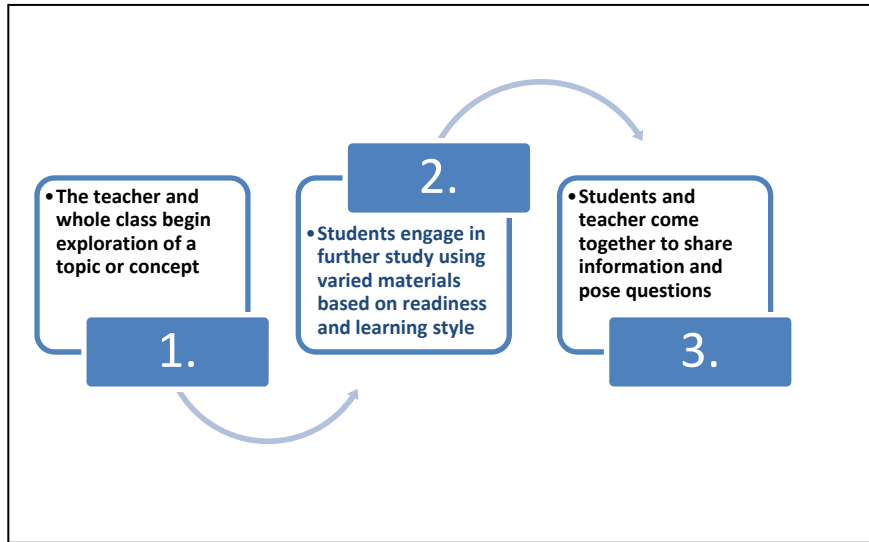 •The teacher and
whole class begin
exploration of a
topic or concept
1.
2.
•Students engage in
further study using
varied materials
based on readiness
and learning style
•Students and
teacher come
together to share
information and
pose questions
3.